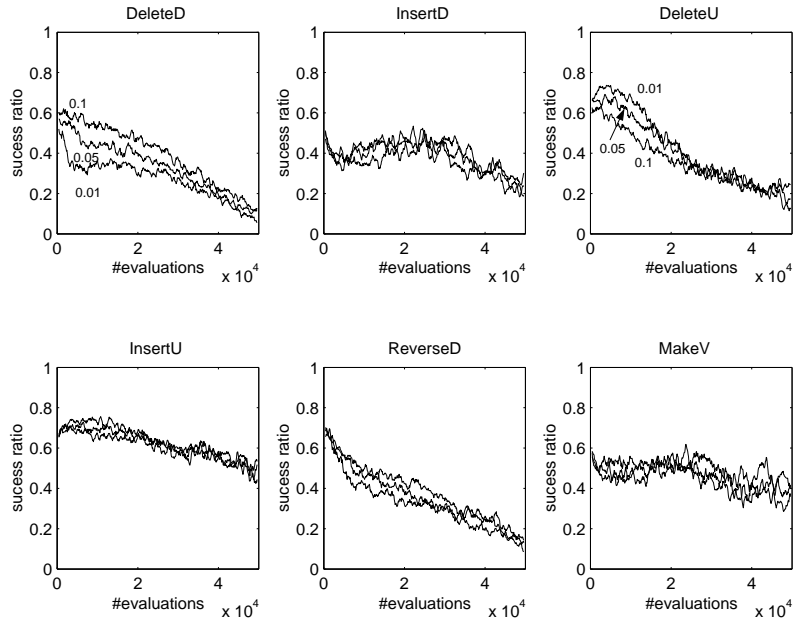 DeleteD
InsertD
DeleteU
sucess ratio
1
0.8
0.6
0.4
0.2
0
0.1
0.05
0.01
0
2
4
#evaluations
x 10^4
sucess ratio
1
0.8
0.6
0.4
0.2
0
0
2
4
#evaluations
x 10^4
sucess ratio
1
0.8
0.6
0.4
0.2
0
0.01
0.05
0.1
0
2
4
#evaluations
x 10^4
InsertU
ReverseD
MakeV
sucess ratio
1
0.8
0.6
0.4
0.2
0
0
2
4
#evaluations
x 10^4
sucess ratio
1
0.8
0.6
0.4
0.2
0
0
2
4
#evaluations
x 10^4
sucess ratio
1
0.8
0.6
0.4
0.2
0
0
2
4
#evaluations
x 10^4